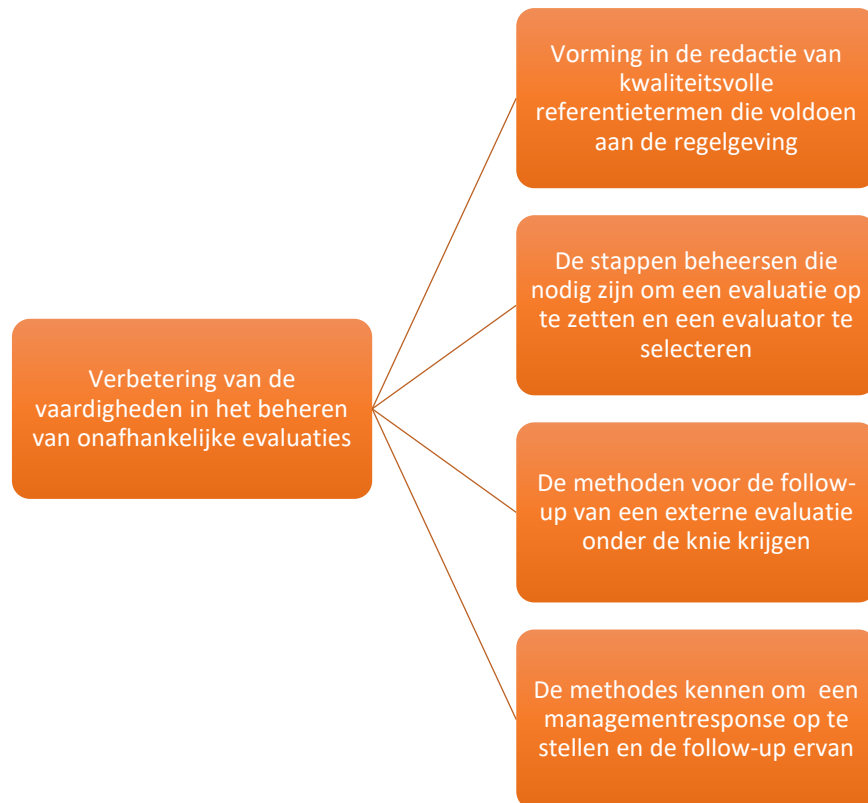 Vorming in de redactie van
kwaliteitsvolle
referentietermen die voldoen
aan de regelgeving
De stappen beheersen die
nodig zijn om een evaluatie op
te zetten en een evaluator te
selecteren
Verbetering van de
vaardigheden in het beheren
van onafhankelijke evaluaties
De methoden voor de follow-
up van een externe evaluatie
onder de knie krijgen
De methodes kennen om  een
managementresponse op te
stellen en de follow-up ervan